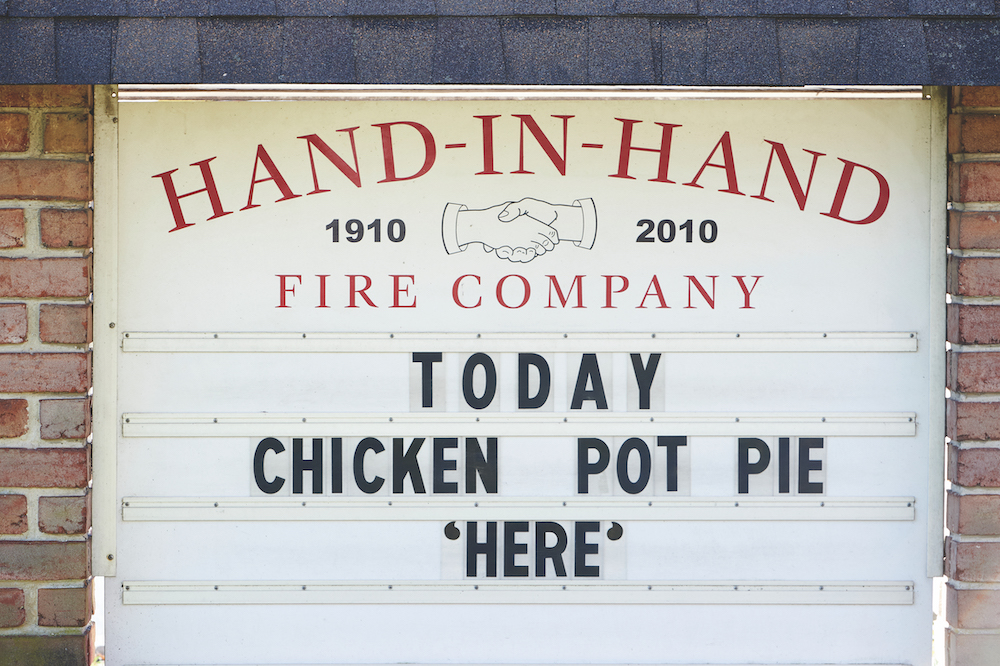 HAND-IN-HAND
1910 2010
FIRE COMPANY
TODAY
CHICKEN POT PIE
‘HERE’